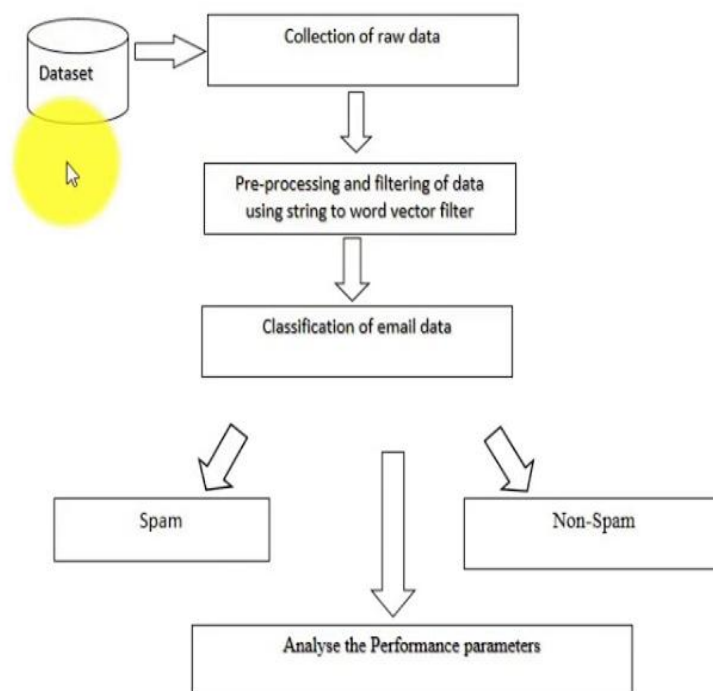 Dataset
Collection of raw data
Pre-processing and filtering of data
using string to word vector filter
Classification of email data
Spam
Non-Spam
Analyse the Performance parameters